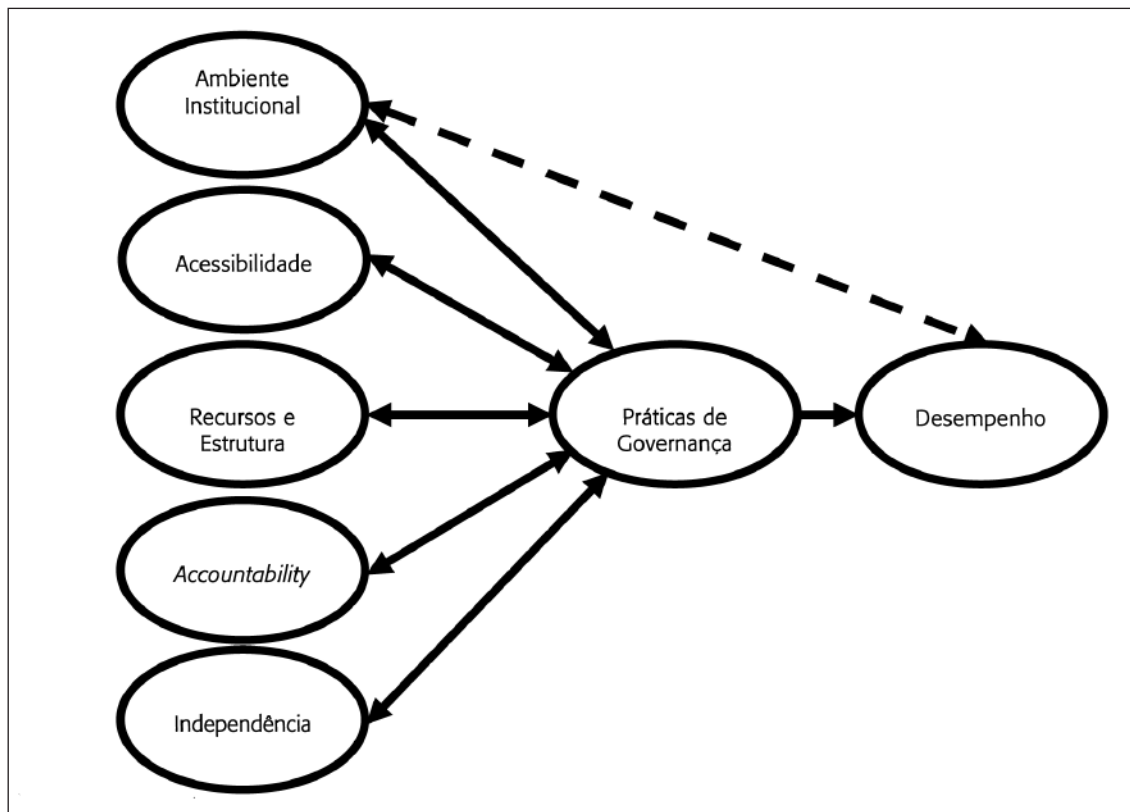 Ambiente
Institucional
Acessibilidade
Recursos e
Estrutura
Accountability
Independência
Práticas de
Governança
Desempenho